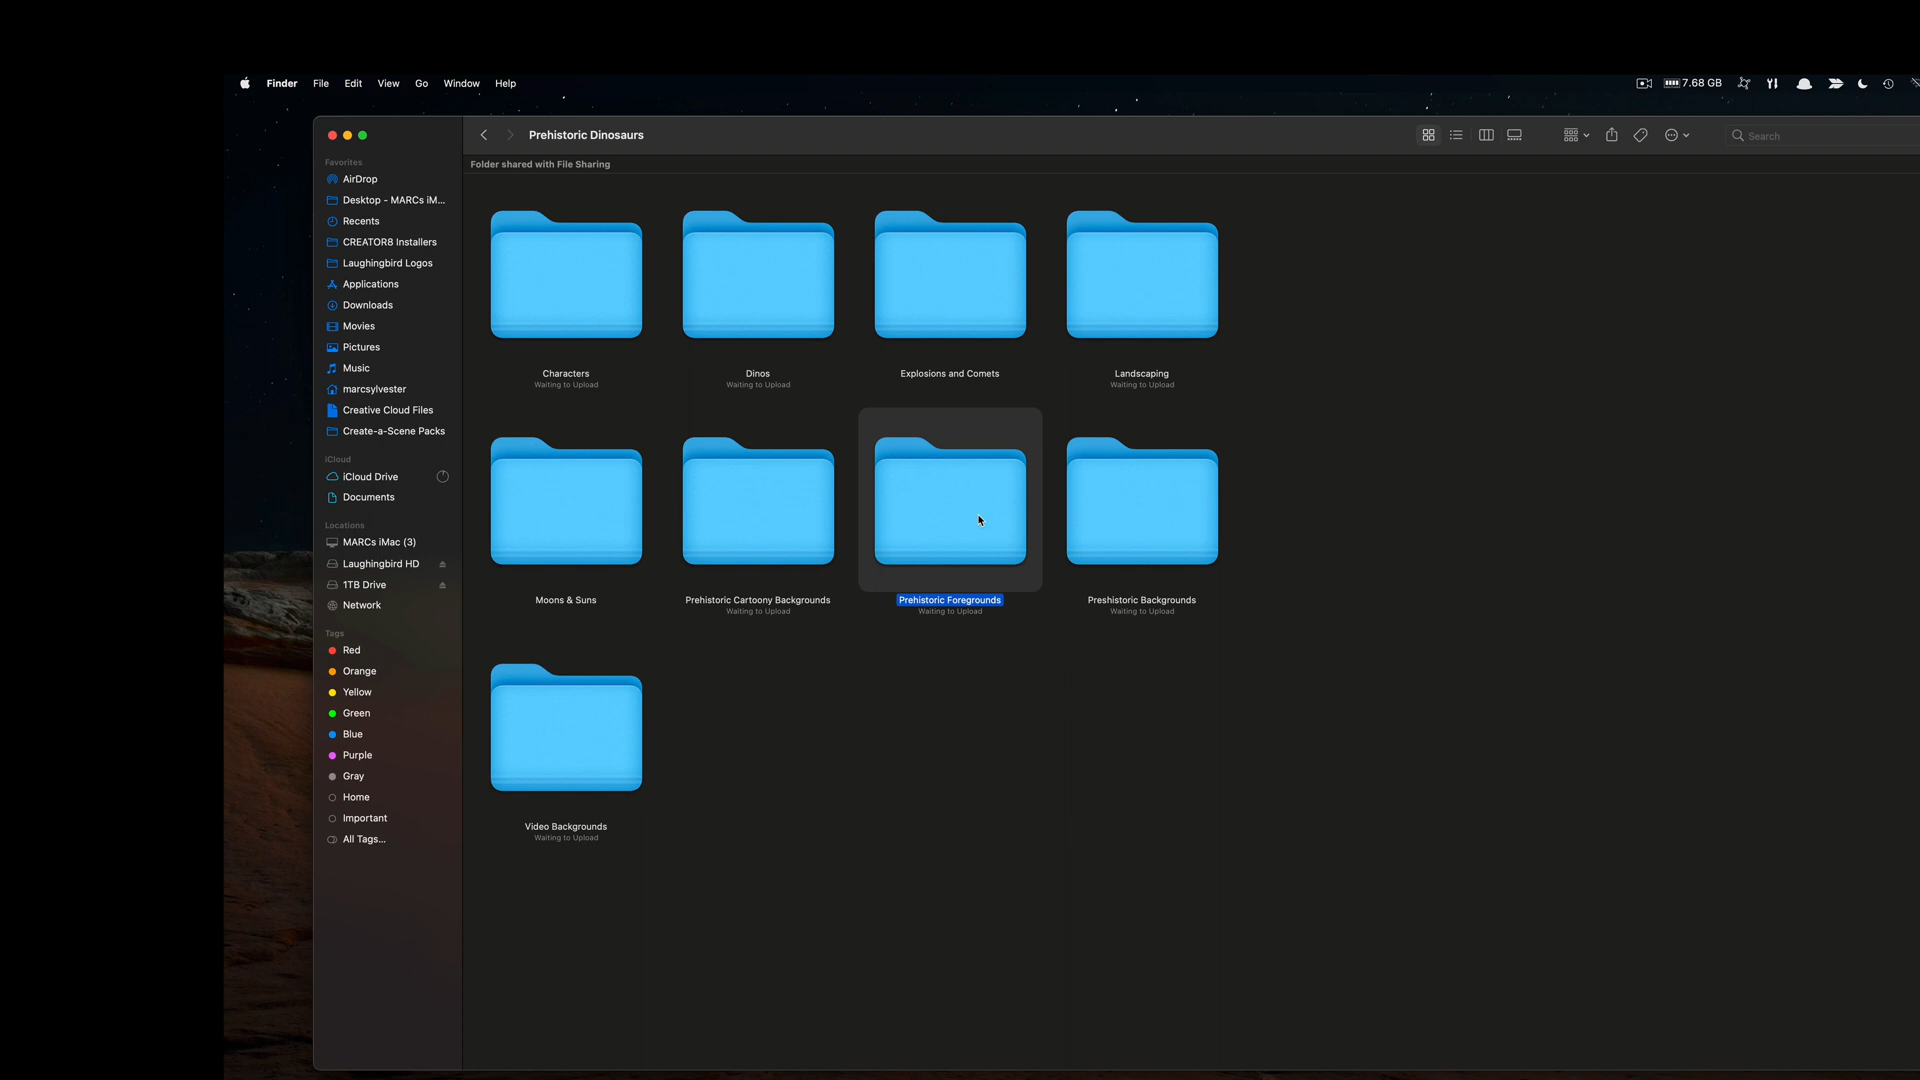 Finder File Edit View Go Window Help 7.68 GB
Prehistoric Dinosaurs Search
Folder shared with File Sharing
Favorites
AirDrop
Desktop - MARCs iM...
Recents
CREATOR8 Installers
Laughingbird Logos
Applications
Downloads
Movies
Pictures
Music
marcsylvester
Creative Cloud Files
Create-a-Scene Packs
iCloud
iCloud Drive
Documents
Locations
MARCs iMac (3)
Laughingbird HD
1TB Drive
Network
Tags
Red
Orange
Yellow
Green
Blue
Purple
Gray
Home
Important
All Tags...
Characters
Waiting to Upload
Dinos
Waiting to Upload
Explosions and Comets
Landscaping
Waiting to Upload
Moons & Suns
Prehistoric Cartoony Backgrounds
Waiting to Upload
Prehistoric Foregrounds
Waiting to Upload
Preshistoric Backgrounds
Waiting to Upload
Video Backgrounds
Waiting to Upload